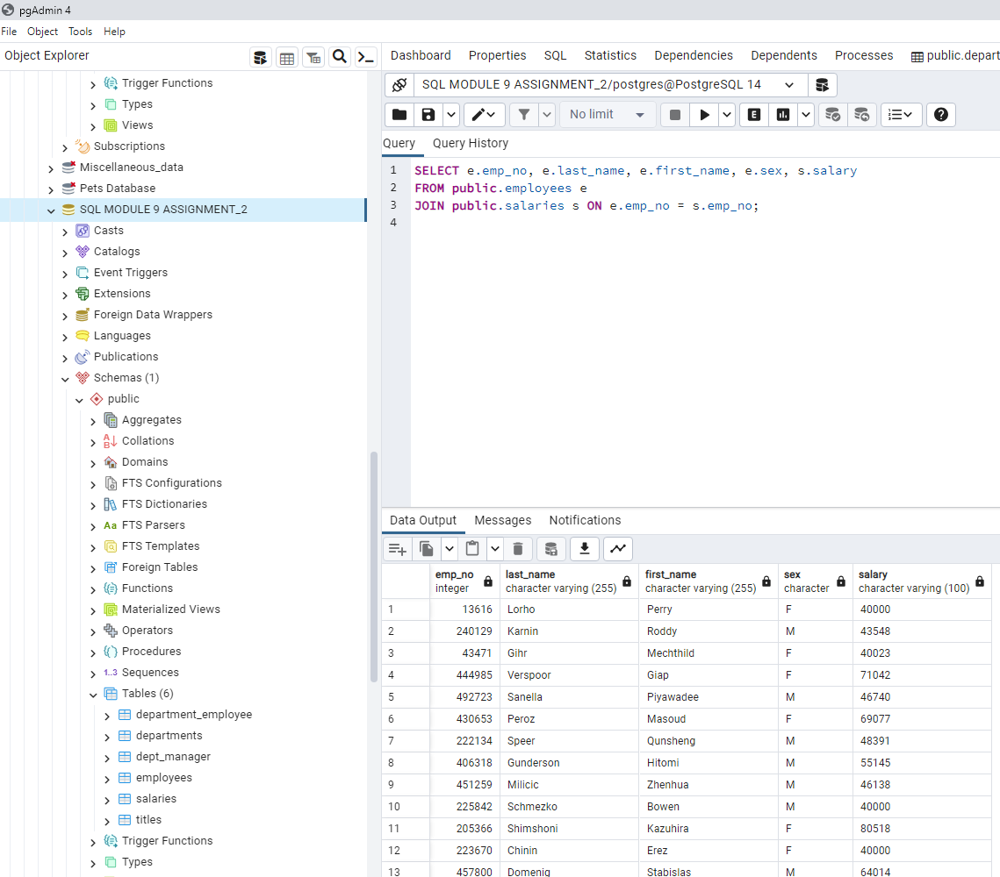 pgAdmin 4
File Object Tools Help
Object Explorer
Trigger Functions
Types
Views
Subscriptions
Miscellaneous_data
Pets Database
SQL MODULE 9 ASSIGNMENT_2
Casts
Catalogs
Event Triggers
Extensions
Foreign Data Wrappers
Languages
Publications
Schemas (1)
public
Aggregates
Collations
Domains
FTS Configurations
FTS Dictionaries
Aa FTS Parsers
FTS Templates
Foreign Tables
Functions
Materialized Views
Operators
Procedures
1..3 Sequences
Tables (6)
department_employee
departments
dept_manager
employees
salaries
titles
Trigger Functions
Types
Dashboard Properties SQL Statistics Dependencies Dependents Processes public.depart
SQL MODULE 9 ASSIGNMENT_2/postgres@PostgreSQL 14
No limit E
Query Query History
1 SELECT e.emp_no, e.last_name, e.first_name, e.sex, s.salary
2 FROM public.employees e
3 JOIN public.salaries s ON e.emp_no = s.emp_no;
4
Data Output Messages Notifications
emp_no last_name first_name sex salary
integer character varying (255) character varying (255) character character varying (100)
1 13616 Lorho Perry F 40000
2 240129 Karnin Roddy M 43548
3 43471 Gihr Mechthild F 40023
4 444985 Verspoor Giap F 71042
5 492723 Sanella Piyawadee M 46740
6 430653 Peroz Masoud F 69077
7 222134 Speer Qunsheng M 48391
8 406318 Gunderson Hitomi M 55145
9 451259 Milicic Zhenhua M 46138
10 225842 Schmezko Bowen M 40000
11 205366 Shimshoni Kazuhira F 80518
12 223670 Chinin Erez F 40000
13 457800 Domenig Stabislas M 64014